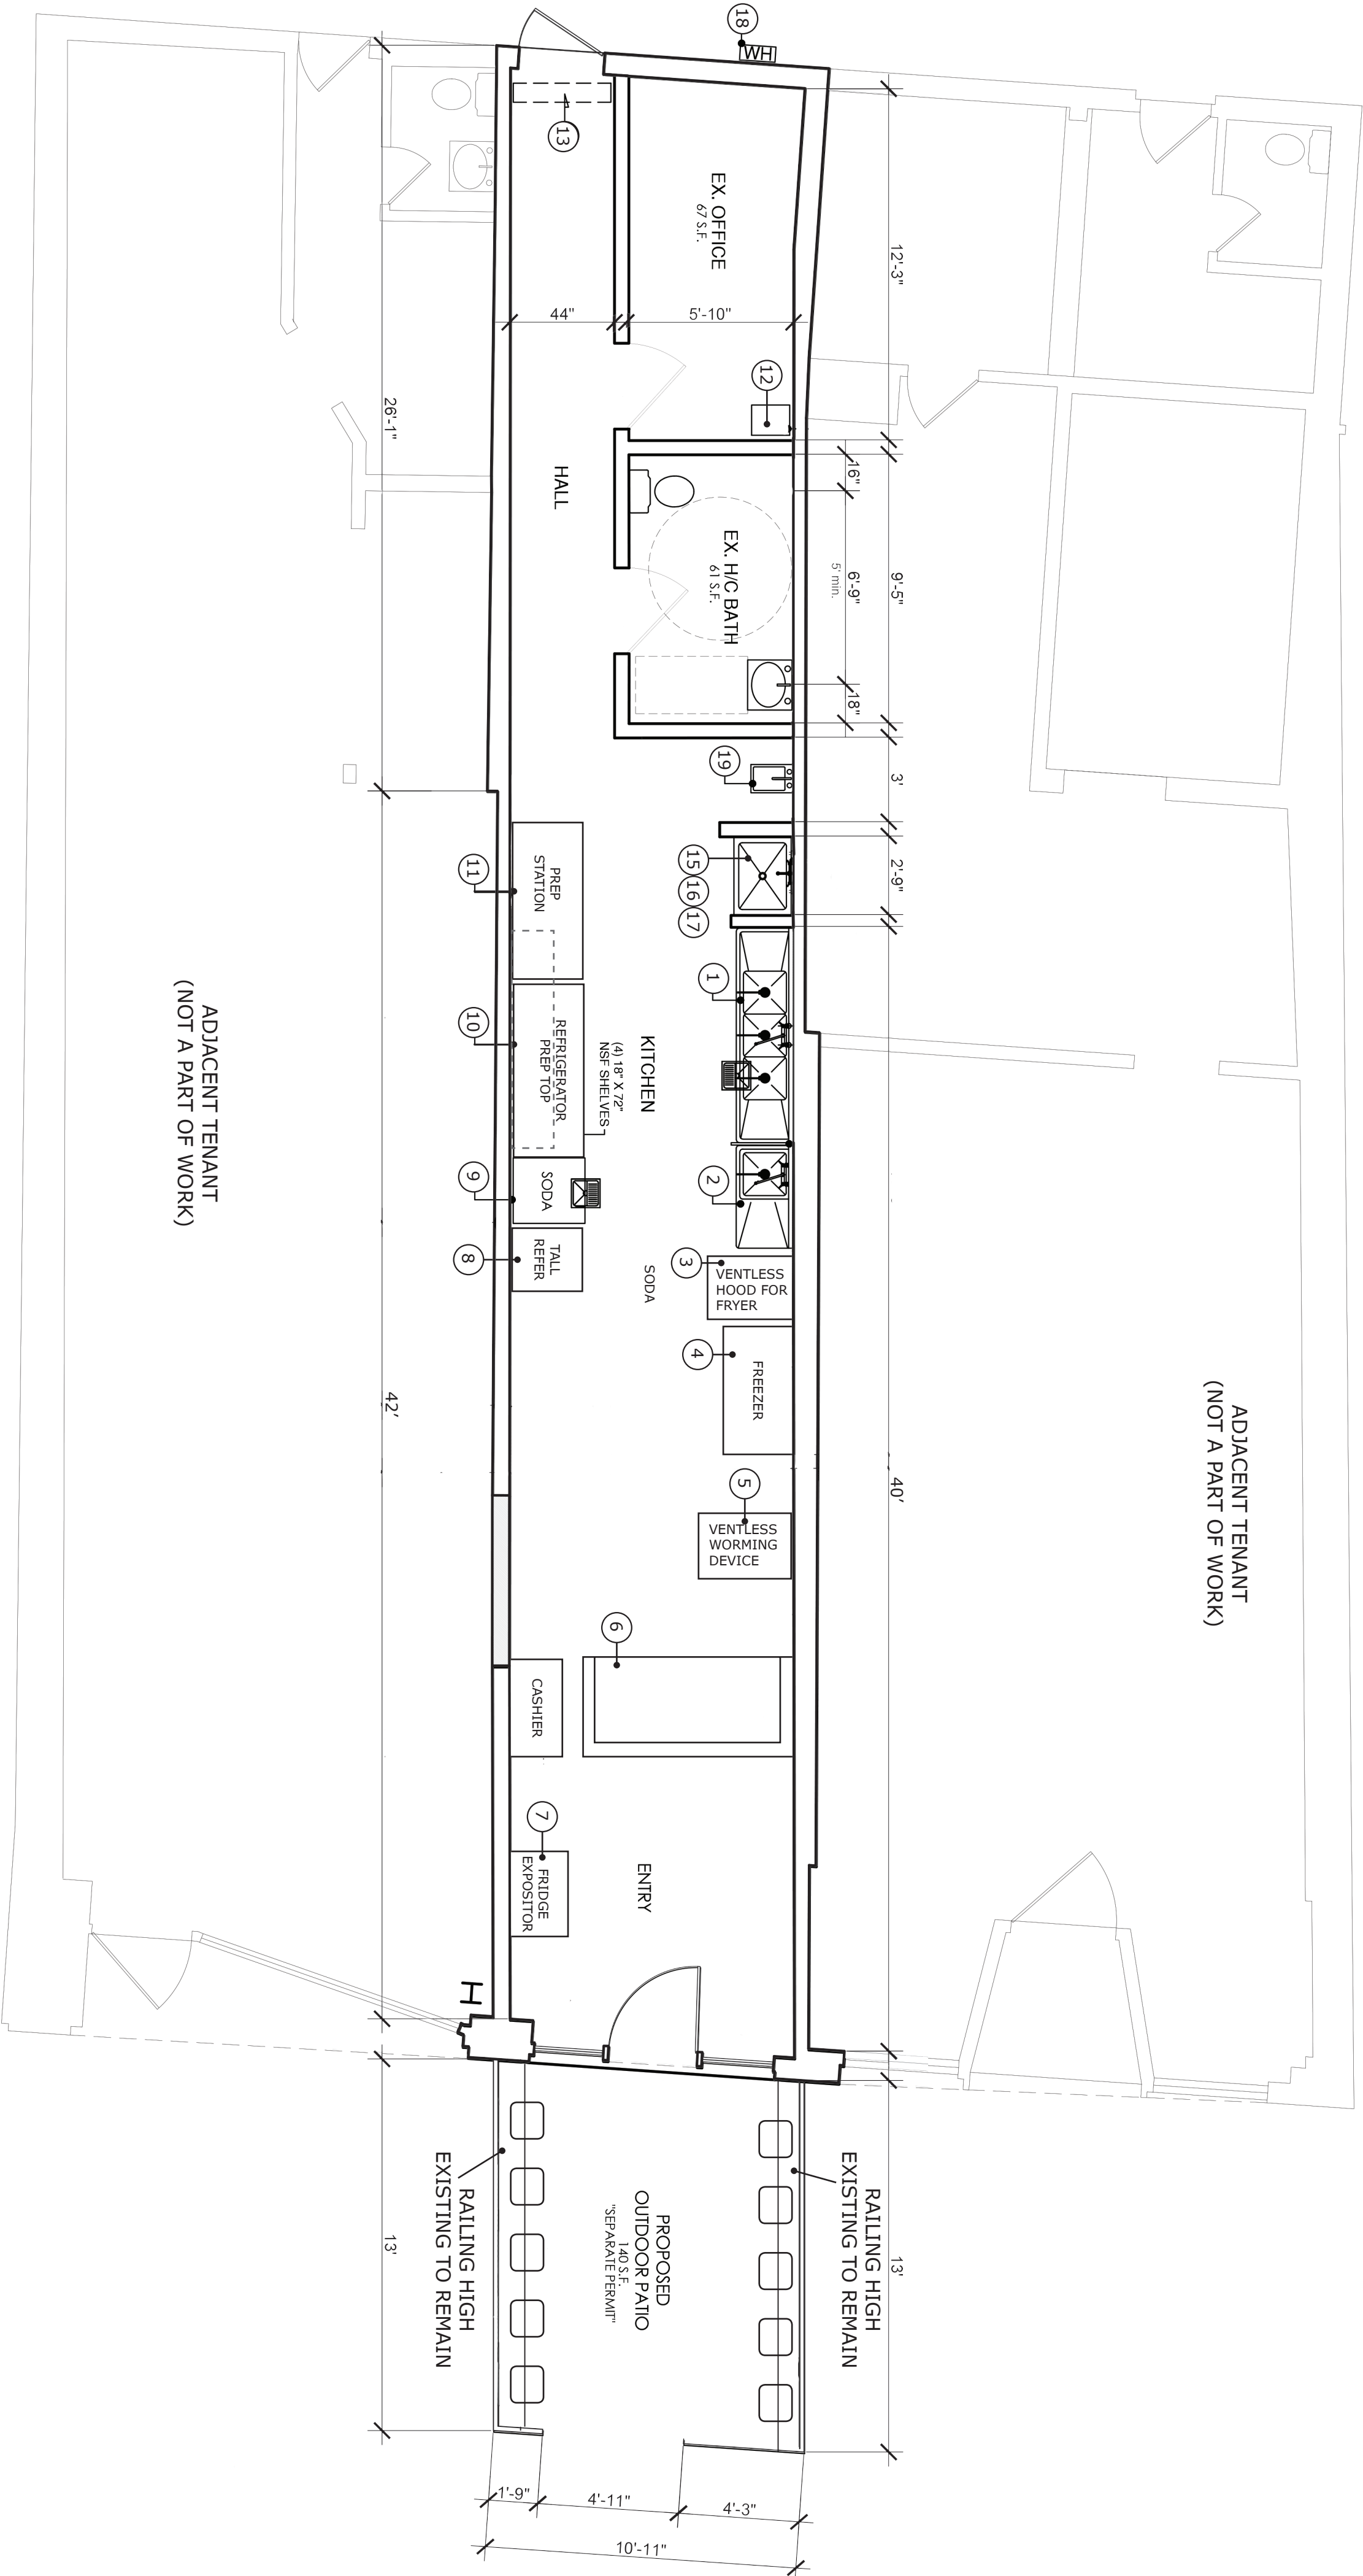 18
WH
13
EX. OFFICE
67 S.F.
12'-3"
44"
5'-10"
12
26'-1"
HALL
16"
EX. H/C BATH
61 S.F.
5' min.
6'-9"
9'-5"
18"
19
3'
11
PREP
STATION
15
16
17
2'-9"
1
10
REFRIGERATOR
PREP TOP
(4) 18" X 72"
NSF SHELVES
KITCHEN
ADJACENT TENANT
(NOT A PART OF WORK)
9
SODA
2
8
TALL
REFER
SODA
3
VENTLESS
HOOD FOR
FRYER
4
FREEZER
42'
40'
ADJACENT TENANT
(NOT A PART OF WORK)
5
VENTLESS
WORMING
DEVICE
6
CASHIER
7
FRIDGE
EXPOSITOR
ENTRY
H
RAILING HIGH
EXISTING TO REMAIN
PROPOSED
OUTDOOR PATIO
140 S.F.
"SEPARATE PERMIT"
RAILING HIGH
EXISTING TO REMAIN
13'
13'
1'-9"
4'-11"
4'-3"
10'-11"